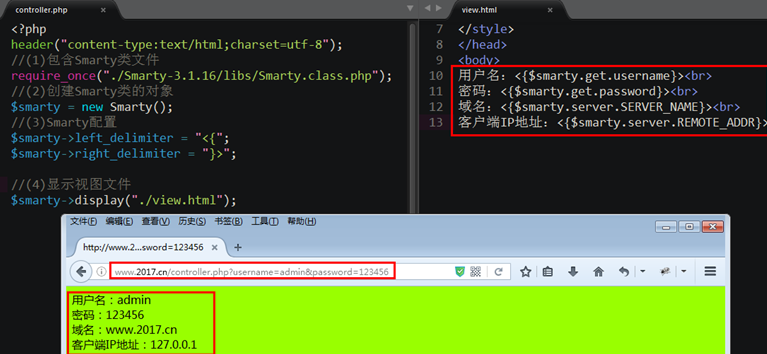 controller.php
<?php
header("content-type:text/html;charset=utf-8");
//(1)包含Smarty类文件
require_once("./Smarty-3.1.16/libs/Smarty.class.php");
//(2)创建Smarty类的对象
$smarty = new Smarty();
//(3)Smarty配置
$smarty->left_delimiter = "<{";
$smarty->right_delimiter = "}>";
//(4)显示视图文件
$smarty->display("./view.html");
view.html
7 </style>
8 </head>
9 <body>
10 用户名：<{$smarty.get.username}><br>
11 密码：<{$smarty.get.password}><br>
12 域名：<{$smarty.server.SERVER_NAME}><br>
13 客户端IP地址：<{$smarty.server.REMOTE_ADDR}>
文件(F) 编辑(E) 查看(V) 历史(S) 书签(B) 工具(T) 帮助(H)
http://www.2...sword=123456
www.2017.cn/controller.php?username=admin&password=123456
用户名：admin
密码：123456
域名：www.2017.cn
客户端IP地址：127.0.0.1